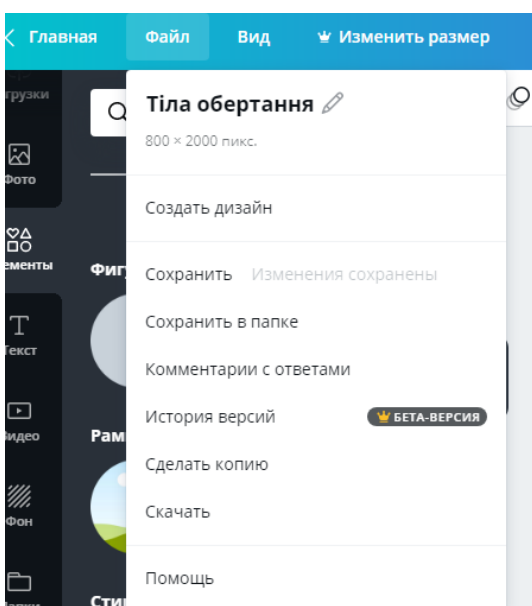 Главная Файл Вид Изменить размер
Тіла обертання
800 × 2000 пикс.
Фото
Создать дизайн
Сохранить Изменения сохранены
Сохранить в папке
Текст
Комментарии с ответами
История версий БЕТА-ВЕРСИЯ
Видео
Сделать копию
Скачать
Фон
Помощь